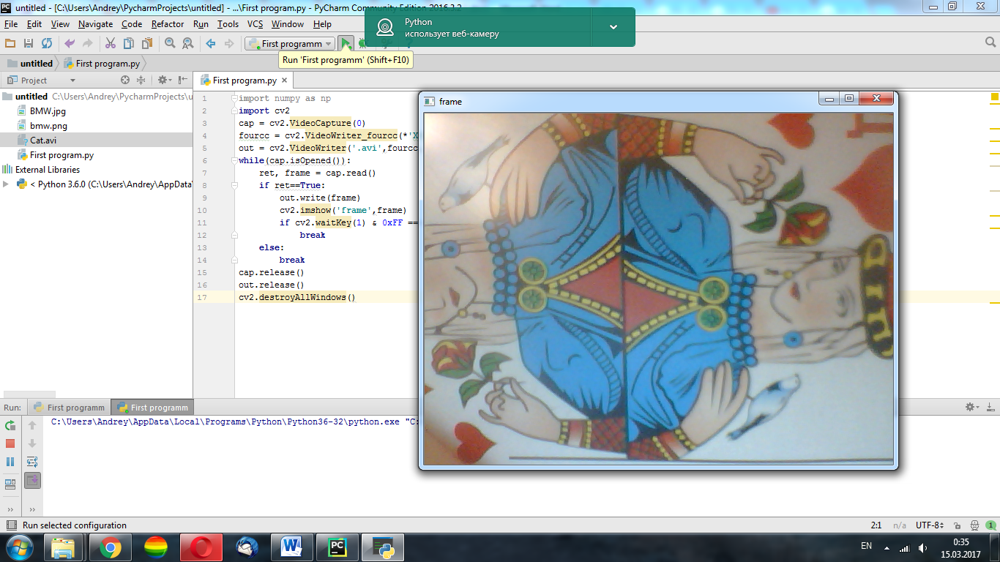 untitled - [C:\Users\Andrey\PycharmProjects\untitled] - ...\First program.py - PyCharm Community Edition 2016.3.2
File Edit View Navigate Code Refactor Run Tools VCS Window Help
Python
использует веб-камеру
First programm
Run 'First programm' (Shift+F10)
untitled First program.py
Project
First program.py
untitled C:\Users\Andrey\PycharmProjects\u
BMW.jpg
bmw.png
Cat.avi
First program.py
External Libraries
< Python 3.6.0 (C:\Users\Andrey\AppData\
1 import numpy as np
2 import cv2
3 cap = cv2.VideoCapture(0)
4 fourcc = cv2.VideoWriter_fourcc(*'X
5 out = cv2.VideoWriter('.avi',fourcc
6 while(cap.isOpened()):
7 ret, frame = cap.read()
8 if ret==True:
9 out.write(frame)
10 cv2.imshow('frame',frame)
11 if cv2.waitKey(1) & 0xFF ==
12 break
13 else:
14 break
15 cap.release()
16 out.release()
17 cv2.destroyAllWindows()
frame
Run: First programm First programm
C:\Users\Andrey\AppData\Local\Programs\Python\Python36-32\python.exe "C:
Run selected configuration
2:1 n/a UTF-8 1
EN
0:35
15.03.2017